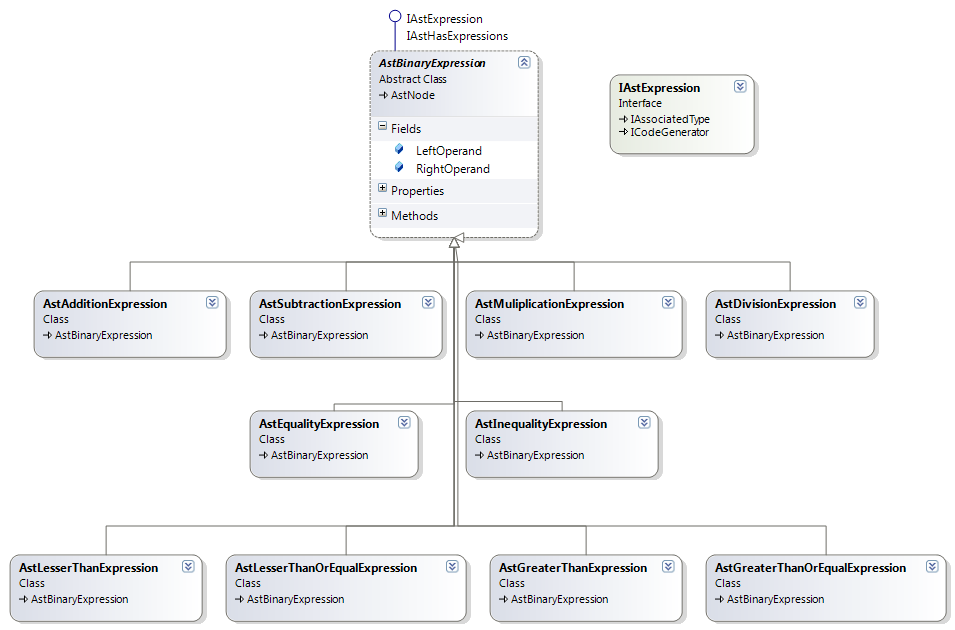 IAstExpression
IAstHasExpressions
AstBinaryExpression
Abstract Class
AstNode
Fields
LeftOperand
RightOperand
Properties
Methods
IAstExpression
Interface
IAssociatedType
ICodeGenerator
AstAdditionExpression
Class
AstBinaryExpression
AstSubtractionExpression
Class
AstBinaryExpression
AstMuliplicationExpression
Class
AstBinaryExpression
AstDivisionExpression
Class
AstBinaryExpression
AstEqualityExpression
Class
AstBinaryExpression
AstInequalityExpression
Class
AstBinaryExpression
AstLesserThanExpression
Class
AstBinaryExpression
AstLesserThanOrEqualExpression
Class
AstBinaryExpression
AstGreaterThanExpression
Class
AstBinaryExpression
AstGreaterThanOrEqualExpression
Class
AstBinaryExpression